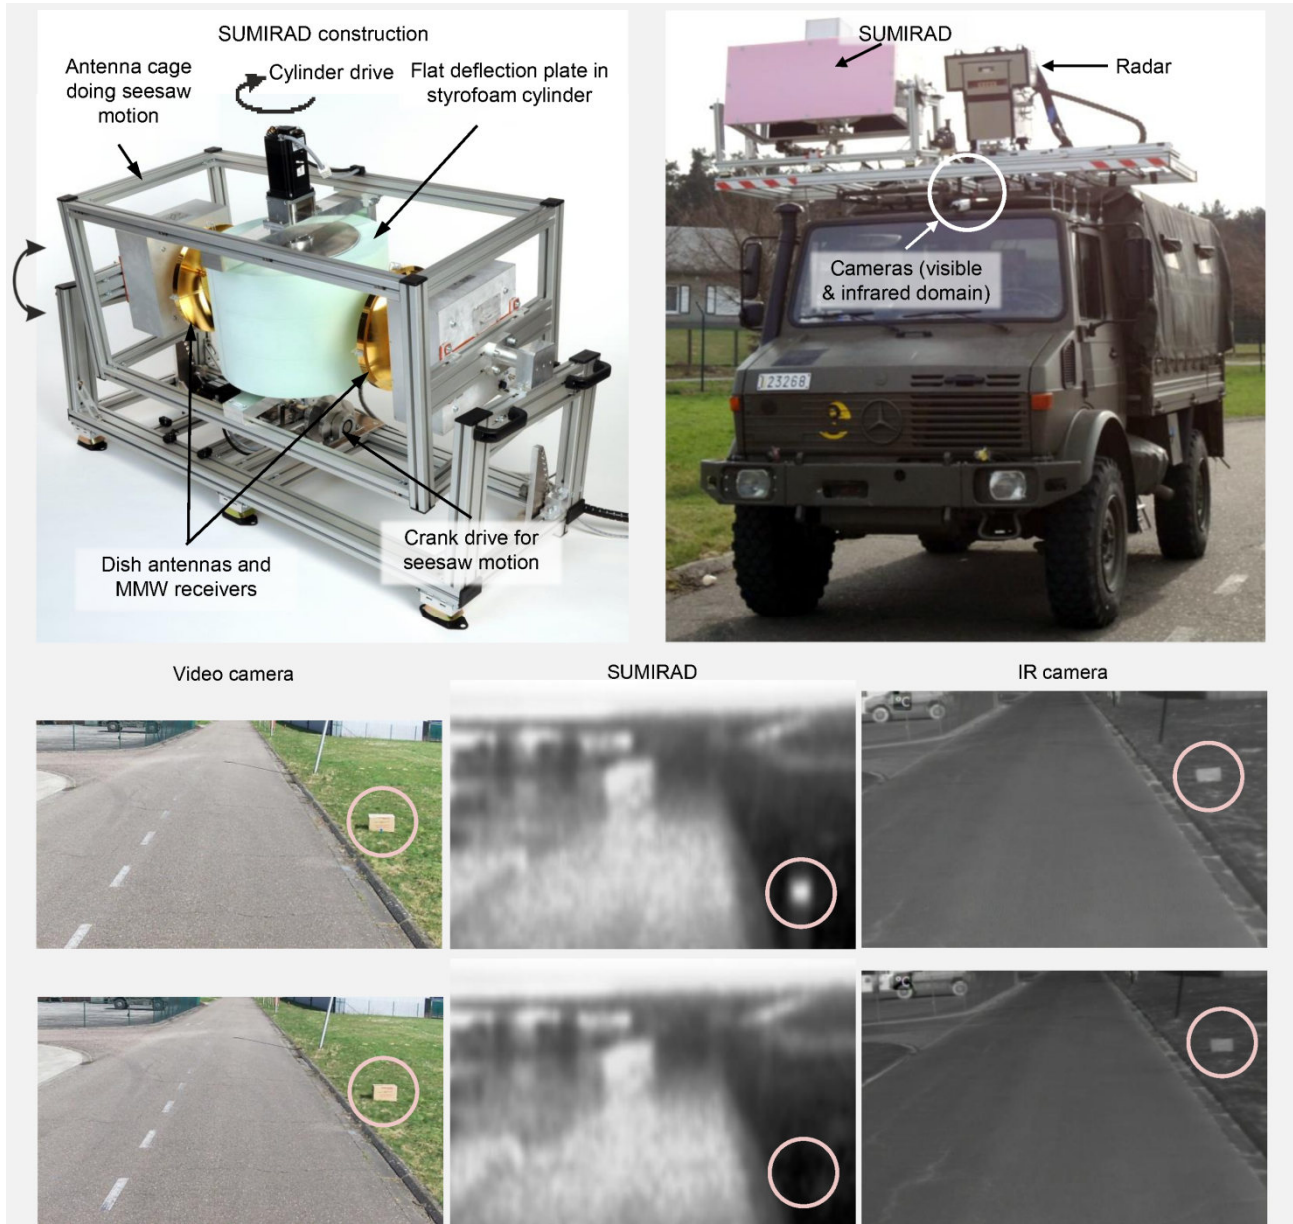 SUMIRAD construction
Antenna cage
doing seesaw
motion
Cylinder drive
Flat deflection plate in
styrofoam cylinder
Dish antennas and
MMW receivers
Crank drive for
seesaw motion
SUMIRAD
Radar
Cameras (visible
& infrared domain)
23268
Video camera
SUMIRAD
IR camera
°C
°C